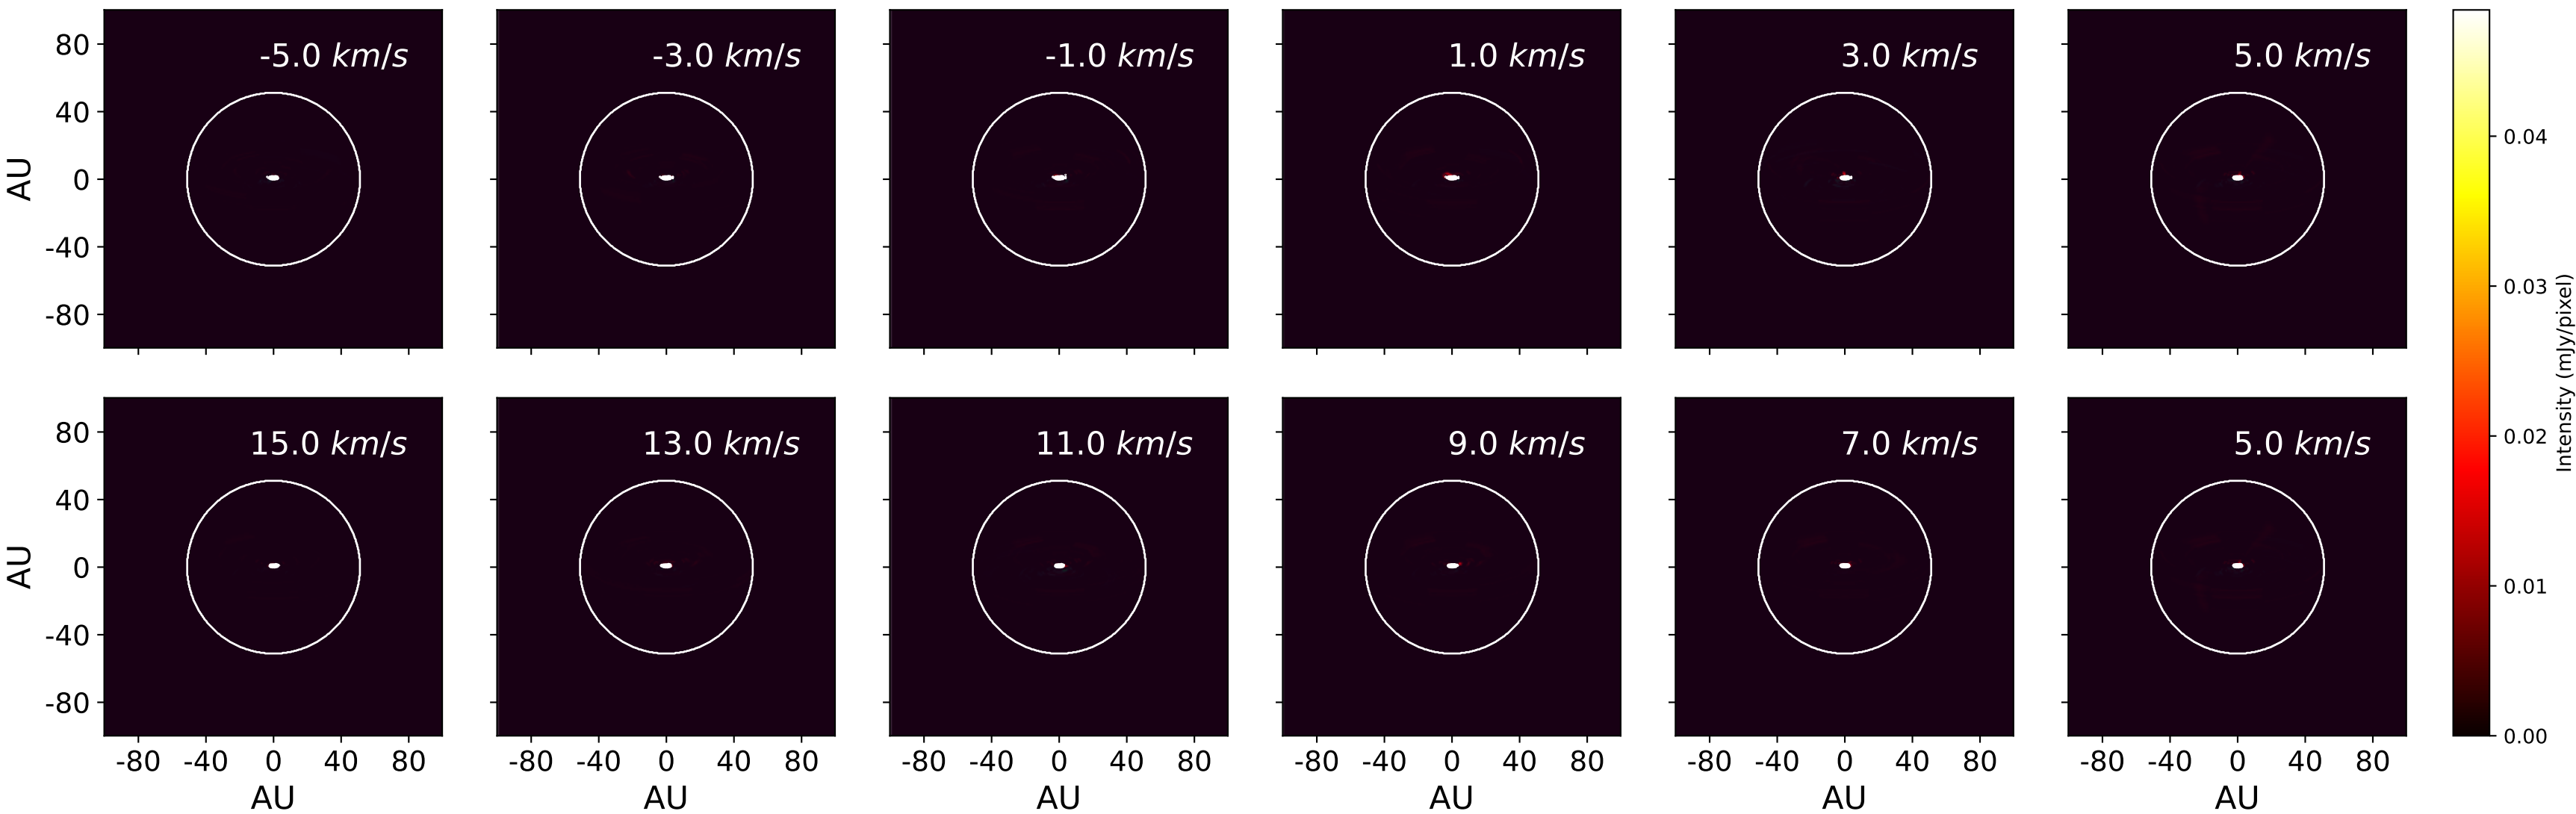 -5.0 km/s
-3.0 km/s
-1.0 km/s
1.0 km/s
3.0 km/s
5.0 km/s
80
40
0
-40
-80
AU
15.0 km/s
13.0 km/s
11.0 km/s
9.0 km/s
7.0 km/s
5.0 km/s
80
40
0
-40
-80
AU
-80 -40 0 40 80
-80 -40 0 40 80
-80 -40 0 40 80
-80 -40 0 40 80
-80 -40 0 40 80
-80 -40 0 40 80
AU
AU
AU
AU
AU
AU
0.04
0.03
0.02
0.01
0.00
Intensity (mJy/pixel)